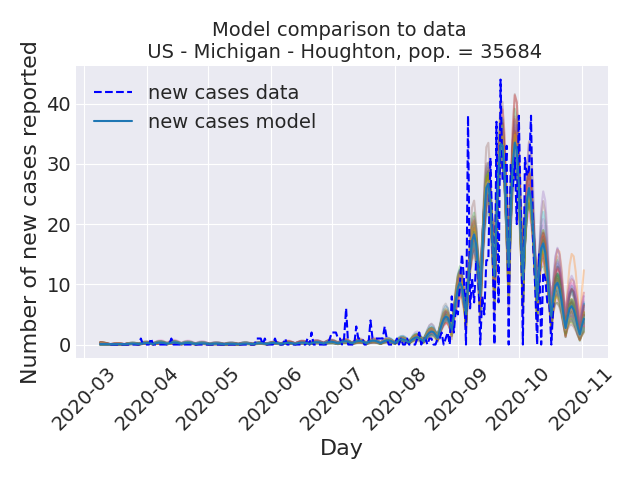 Model comparison to data
US - Michigan - Houghton, pop. = 35684
Number of new cases reported
40
30
20
10
0
new cases data
new cases model
2020-03
2020-04
2020-05
2020-06
2020-07
2020-08
2020-09
2020-10
2020-11
Day